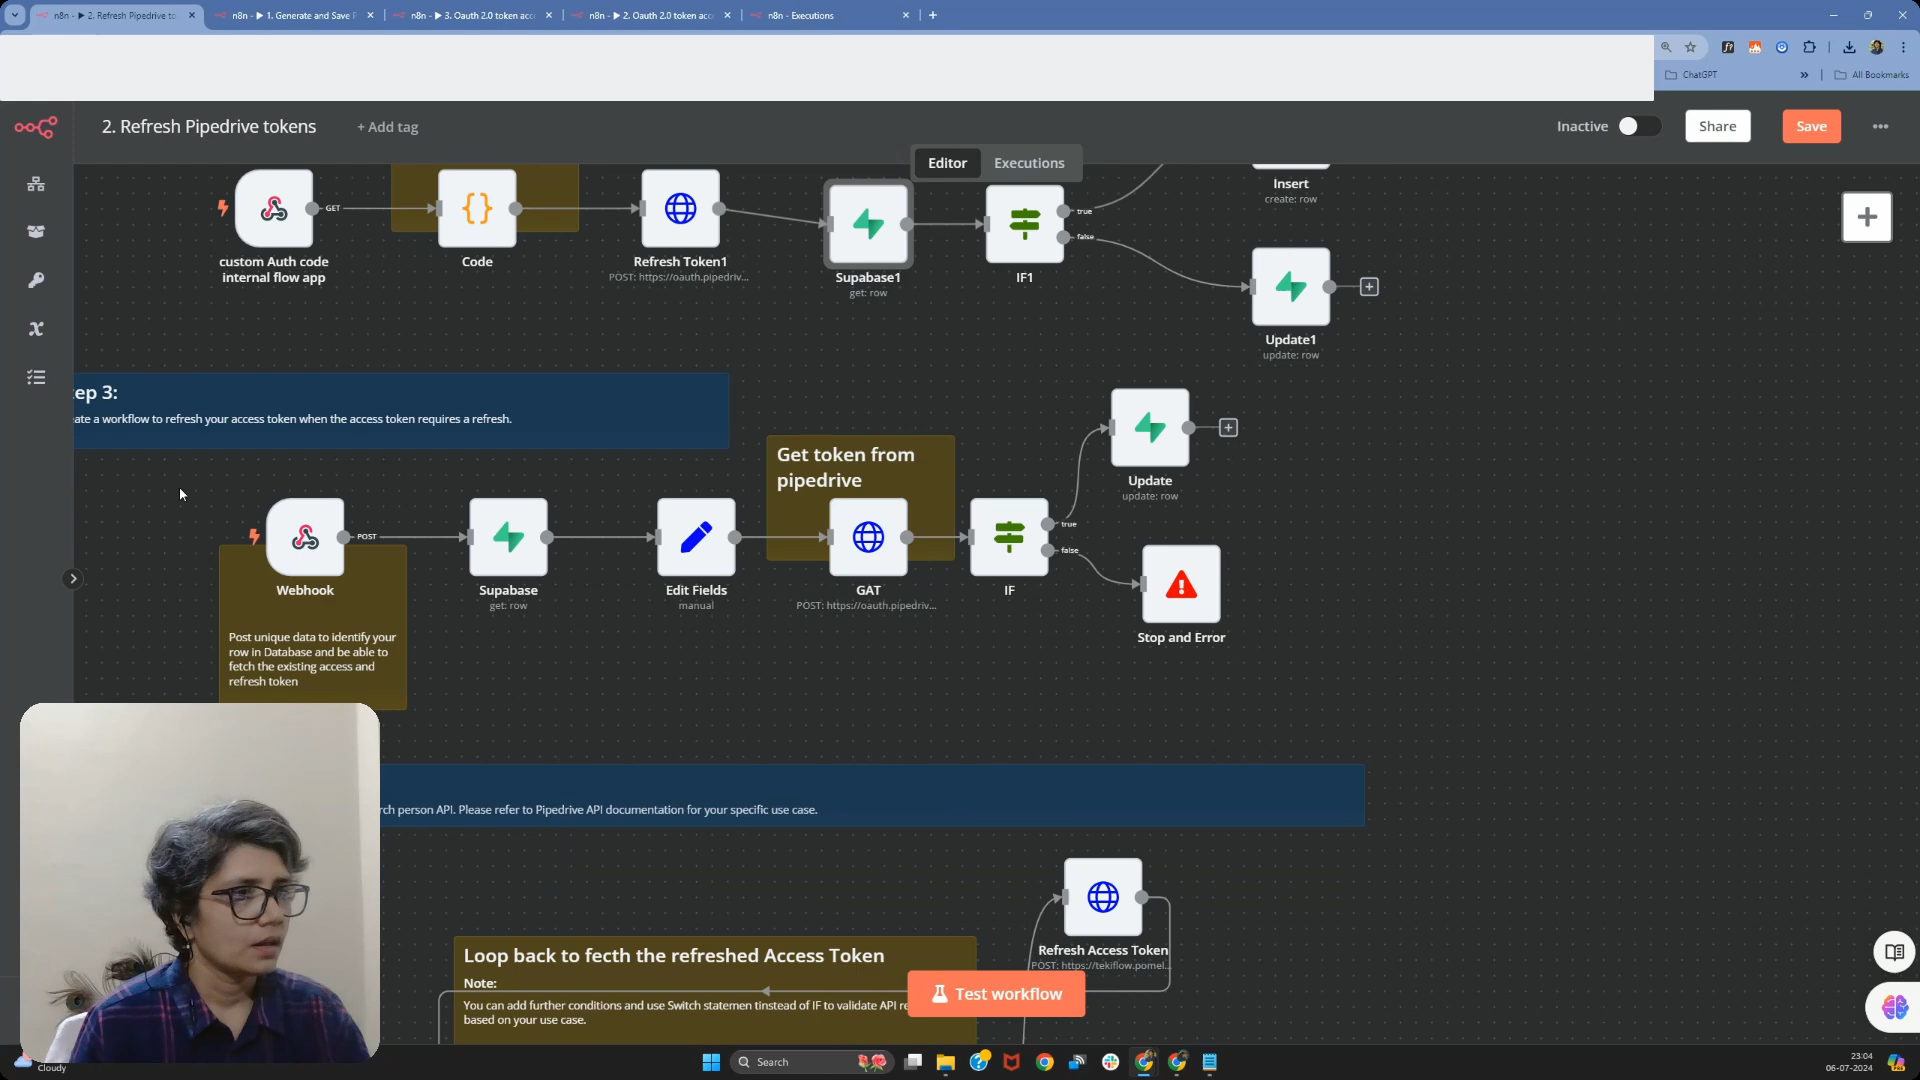 n8n - ▶ 2. Refresh Pipedrive to
n8n - ▶ 1. Generate and Save P
n8n - ▶ 3. Oauth 2.0 token acc
n8n - ▶ 2. Oauth 2.0 token acc
n8n - Executions
ChatGPT
All Bookmarks
2. Refresh Pipedrive tokens
+ Add tag
Inactive
Share
Save
Editor
Executions
GET
custom Auth code
internal flow app
Code
Refresh Token1
POST: https://oauth.pipedriv...
Supabase1
get: row
true
false
IF1
Insert
create: row
Update1
update: row
ep 3:
ate a workflow to refresh your access token when the access token requires a refresh.
Get token from
pipedrive
Update
update: row
POST
Webhook
Supabase
get: row
Edit Fields
manual
GAT
POST: https://oauth.pipedriv...
true
false
IF
Stop and Error
Post unique data to identify your
row in Database and be able to
fetch the existing access and
refresh token
rch person API. Please refer to Pipedrive API documentation for your specific use case.
Refresh Access Token
POST: https://tekiflow.pomel...
Loop back to fecth the refreshed Access Token
Note:
You can add further conditions and use Switch statemen tinstead of IF to validate API re
based on your use case.
Test workflow
Cloudy
Search
23:04
06-07-2024